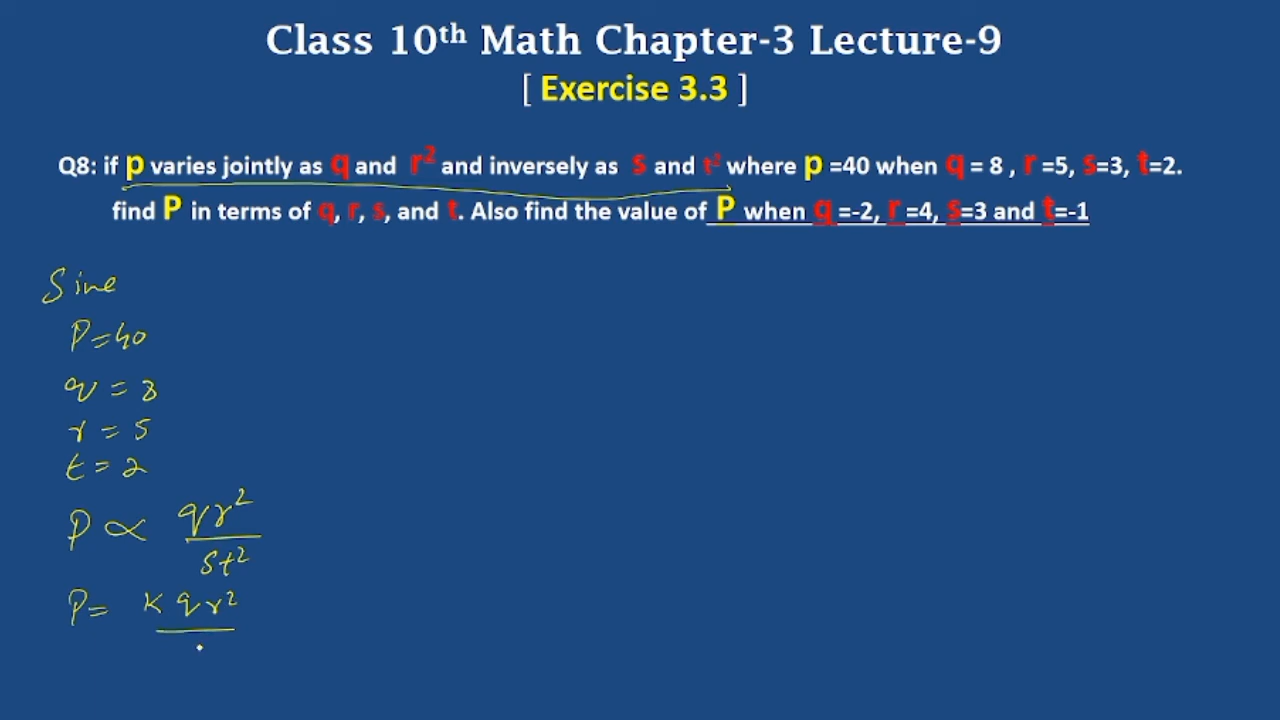 Class 10th Math Chapter-3 Lecture-9
[ Exercise 3.3 ]
Q8: if p varies jointly as q and r² and inversely as s and t² where p =40 when q = 8 , r =5, s=3, t=2.
find P in terms of q, r, s, and t. Also find the value of P when q =-2, r =4, s=3 and t=-1
Sine
P=40
q = 8
r = 5
t = 2
P ∝ qr²
st²
P= K q r²